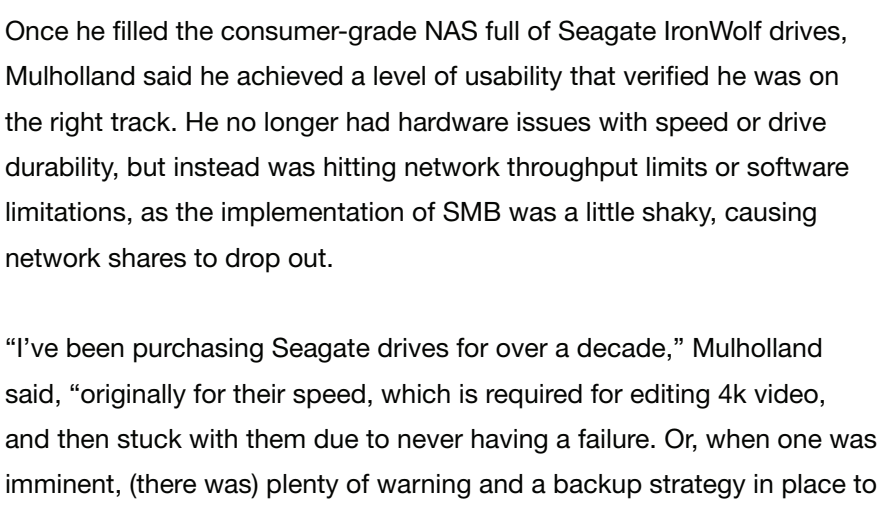 Once he filled the consumer-grade NAS full of Seagate IronWolf drives,
Mulholland said he achieved a level of usability that verified he was on
the right track. He no longer had hardware issues with speed or drive
durability, but instead was hitting network throughput limits or software
limitations, as the implementation of SMB was a little shaky, causing
network shares to drop out.
“I’ve been purchasing Seagate drives for over a decade,” Mulholland
said, “originally for their speed, which is required for editing 4k video,
and then stuck with them due to never having a failure. Or, when one was
imminent, (there was) plenty of warning and a backup strategy in place to